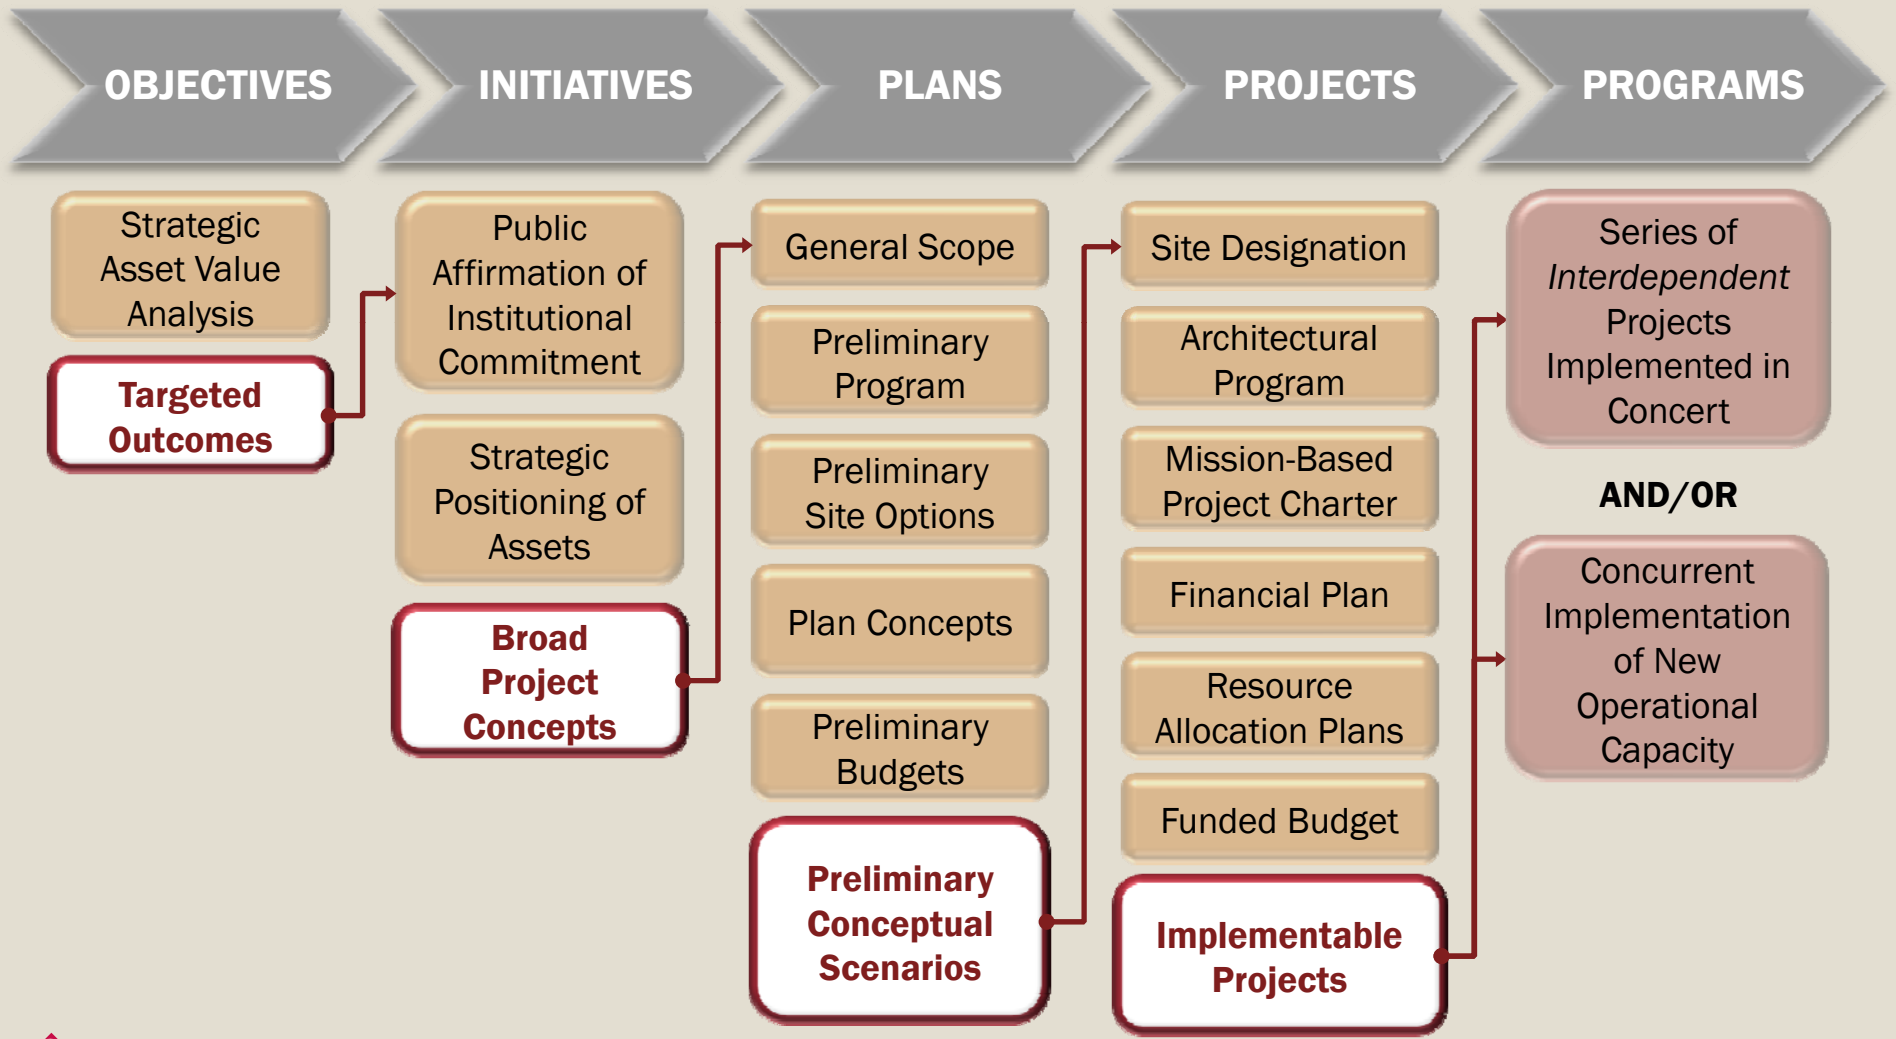 OBJECTIVES
INITIATIVES
PLANS
PROJECTS
PROGRAMS
Strategic
Asset Value
Analysis
Targeted
Outcomes
Public
Affirmation of
Institutional
Commitment
Strategic
Positioning of
Assets
Broad
Project
Concepts
General Scope
Preliminary
Program
Preliminary
Site Options
Plan Concepts
Preliminary
Budgets
Preliminary
Conceptual
Scenarios
Site Designation
Architectural
Program
Mission-Based
Project Charter
Financial Plan
Resource
Allocation Plans
Funded Budget
Implementable
Projects
Series of
Interdependent
Projects
Implemented in
Concert
AND/OR
Concurrent
Implementation
of New
Operational
Capacity